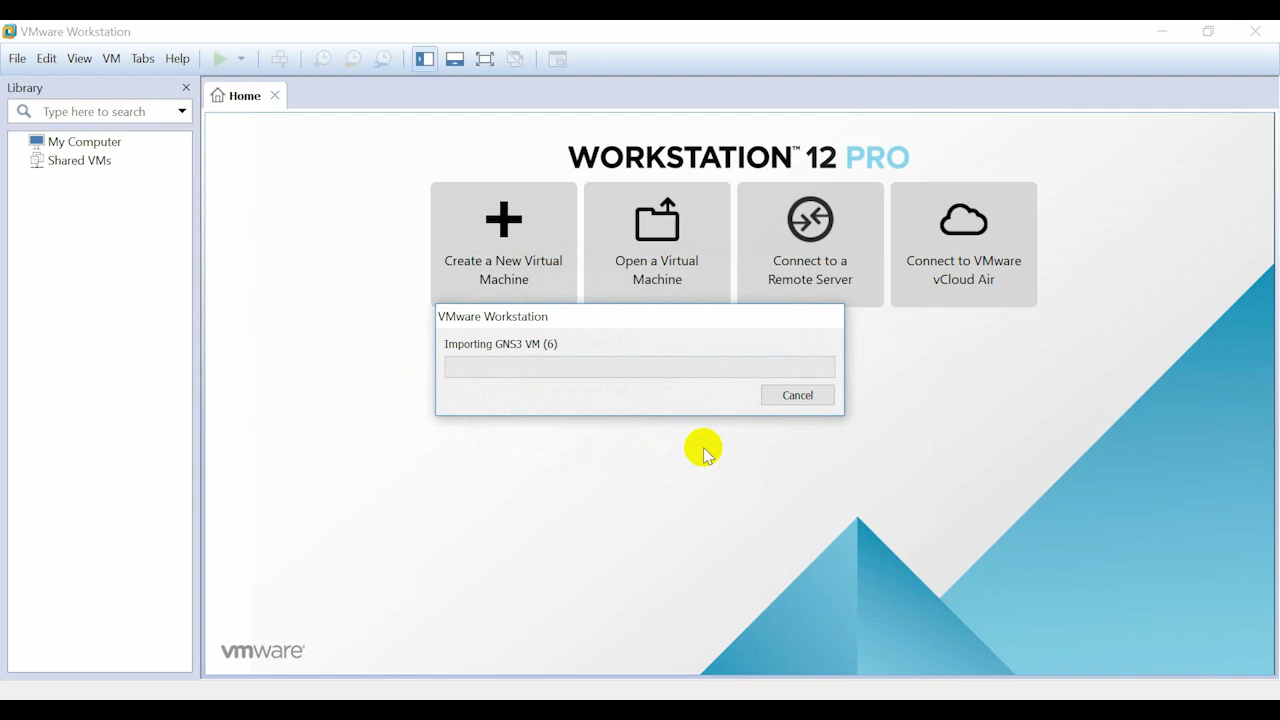 VMware Workstation
File Edit View VM Tabs Help
Library
Type here to search
My Computer
Shared VMs
Home
WORKSTATION™ 12 PRO
Create a New Virtual
Machine
Open a Virtual
Machine
Connect to a
Remote Server
Connect to VMware
vCloud Air
VMware Workstation
Importing GNS3 VM (6)
Cancel
vmware®